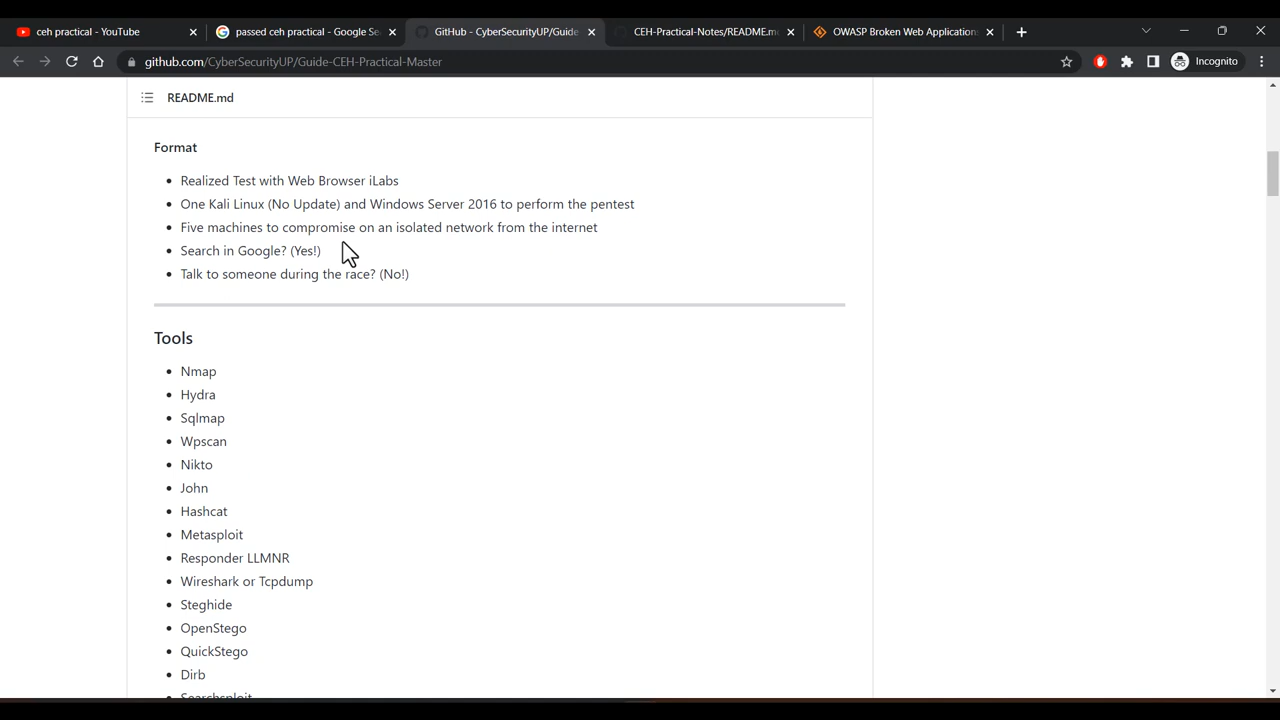 ceh practical - YouTube
passed ceh practical - Google Se
GitHub - CyberSecurityUP/Guide
CEH-Practical-Notes/README.m
OWASP Broken Web Application
github.com/CyberSecurityUP/Guide-CEH-Practical-Master
Incognito
README.md
Format
• Realized Test with Web Browser iLabs
• One Kali Linux (No Update) and Windows Server 2016 to perform the pentest
• Five machines to compromise on an isolated network from the internet
• Search in Google? (Yes!)
• Talk to someone during the race? (No!)
Tools
• Nmap
• Hydra
• Sqlmap
• Wpscan
• Nikto
• John
• Hashcat
• Metasploit
• Responder LLMNR
• Wireshark or Tcpdump
• Steghide
• OpenStego
• QuickStego
• Dirb
• Searchsploit